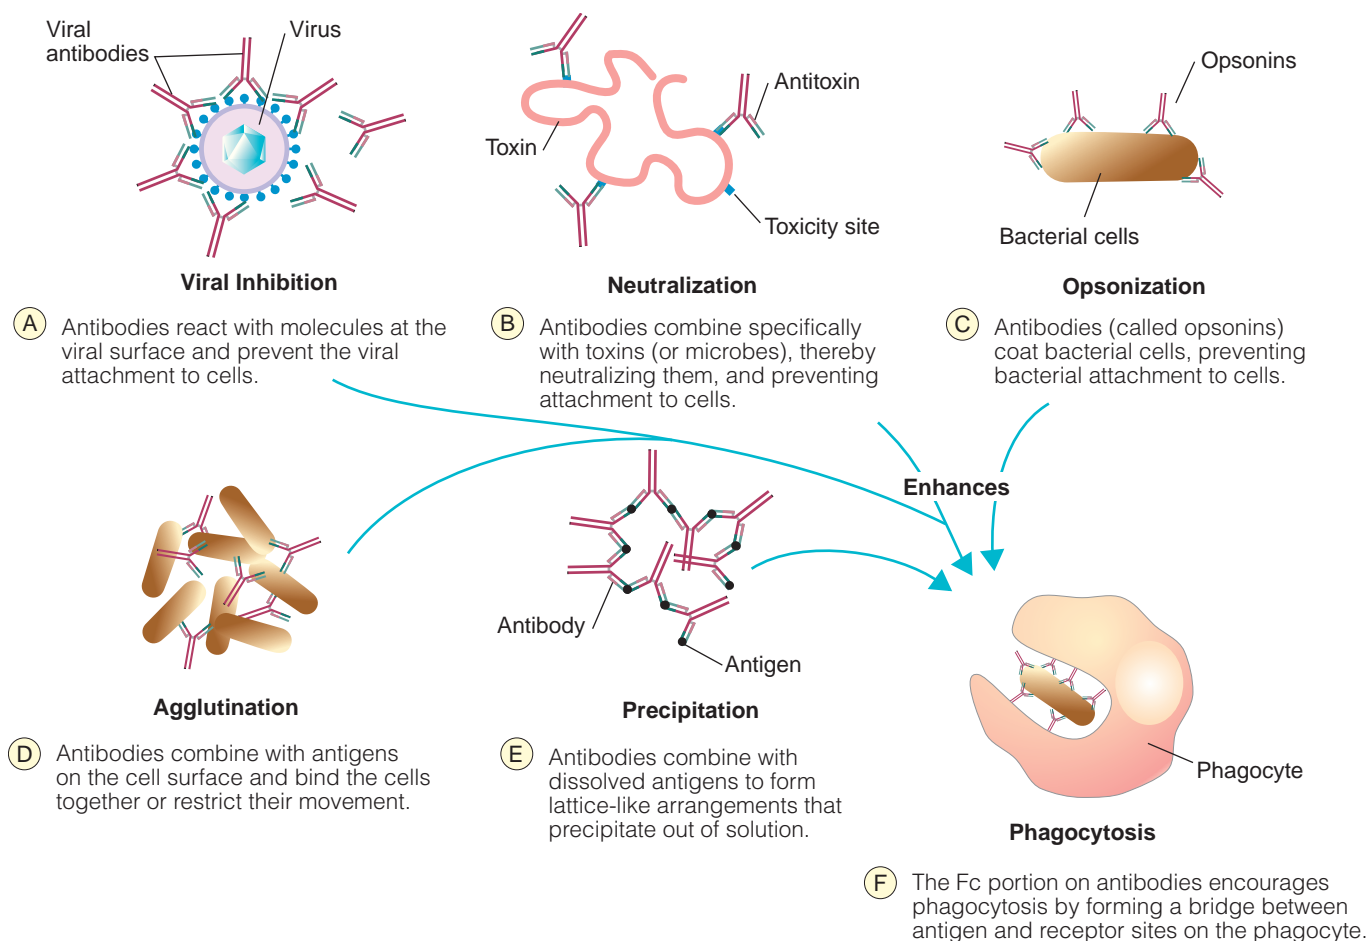 Viral
antibodies
Virus
Viral Inhibition
A
Antibodies react with molecules at the
viral surface and prevent the viral
attachment to cells.
Toxin
Antitoxin
Toxicity site
Neutralization
B
Antibodies combine specifically
with toxins (or microbes), thereby
neutralizing them, and preventing
attachment to cells.
Opsonins
Bacterial cells
Opsonization
C
Antibodies (called opsonins)
coat bacterial cells, preventing
bacterial attachment to cells.
Enhances
Agglutination
D
Antibodies combine with antigens
on the cell surface and bind the cells
together or restrict their movement.
Antibody
Antigen
Precipitation
E
Antibodies combine with
dissolved antigens to form
lattice-like arrangements that
precipitate out of solution.
Phagocyte
Phagocytosis
F
The Fc portion on antibodies encourages
phagocytosis by forming a bridge between
antigen and receptor sites on the phagocyte.